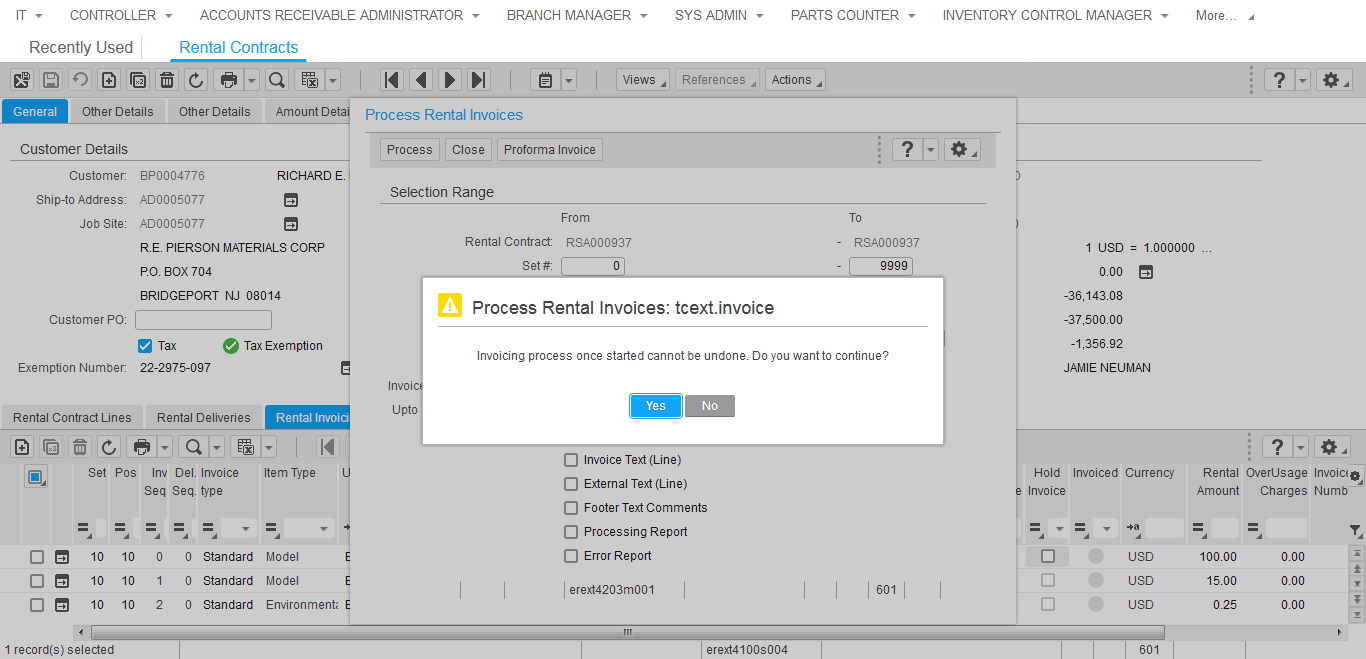 IT CONTROLLER ACCOUNTS RECEIVABLE ADMINISTRATOR BRANCH MANAGER SYS ADMIN PARTS COUNTER INVENTORY CONTROL MANAGER More...
Recently Used Rental Contracts
Views References Actions ?
General Other Details Other Details Amount Detai
Process Rental Invoices
Process Close Proforma Invoice ?
Customer Details
Selection Range
Customer: BP0004776 RICHARD E.
Ship-to Address: AD0005077
Job Site: AD0005077
R.E. PIERSON MATERIALS CORP
P.O. BOX 704
BRIDGEPORT NJ 08014
Customer PO:
Tax Tax Exemption
Exemption Number: 22-2975-097
From To
Rental Contract: RSA000937 - RSA000937
Set #: 0 - 9999
1 USD = 1.000000 ...
0.00
-36,143.08
-37,500.00
-1,356.92
JAMIE NEUMAN
Process Rental Invoices: tcext.invoice
Invoicing process once started cannot be undone. Do you want to continue?
Yes No
Invoice
Upto
Rental Contract Lines Rental Deliveries Rental Invoici
Invoice Text (Line)
External Text (Line)
Footer Text Comments
Processing Report
Error Report
erext4203m001 601
?
Set Pos Inv Seq. Del. Seq. Invoice type Item Type U e Hold Invoice Invoiced Currency Rental Amount OverUsage Charges Invoice Numb
10 10 0 0 Standard Model E USD 100.00 0.00
10 10 1 0 Standard Model E USD 15.00 0.00
10 10 2 0 Standard Environmenta E USD 0.25 0.00
1 record(s) selected erext4100s004 601